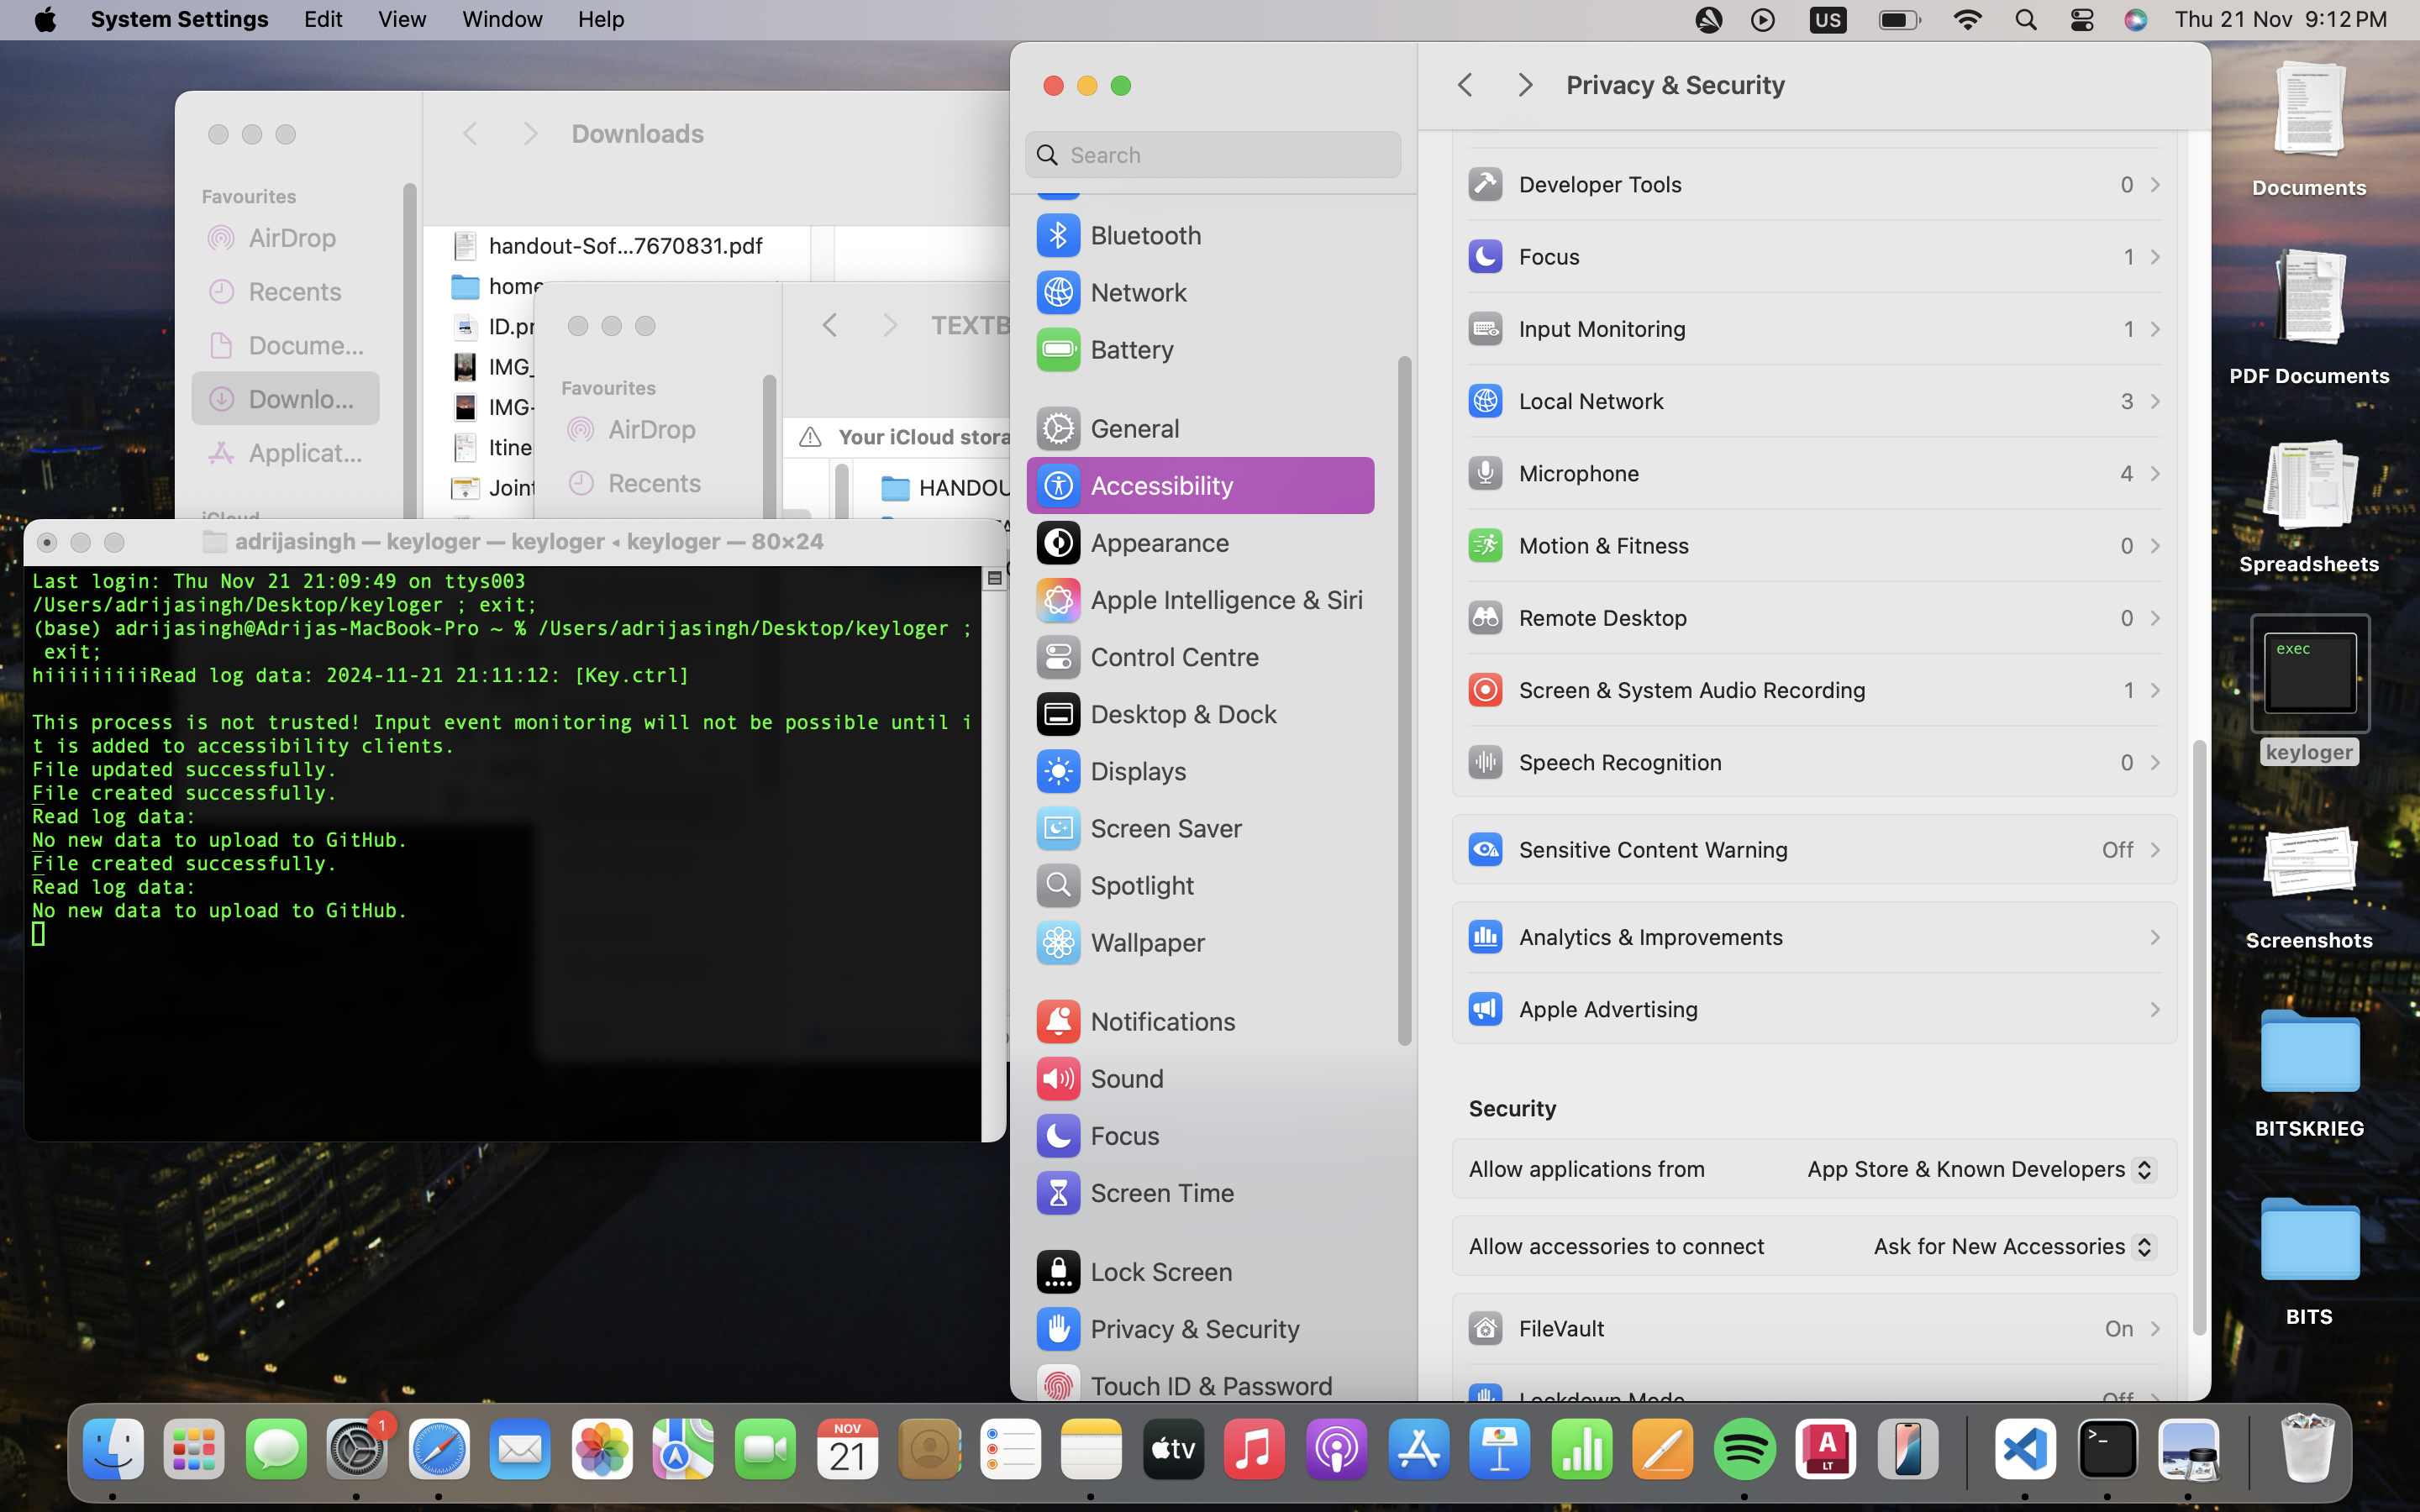 System Settings Edit View Window Help
US
Thu 21 Nov 9:12 PM
Downloads
Favourites
AirDrop
Recents
Docume...
Downlo...
Applicat...
iCloud
handout-Sof...7670831.pdf
home
ID.pr
IMG_
IMG-
Itine
Joint
TEXTB
Favourites
AirDrop
Recents
Your iCloud stora
HANDOU
adrijasingh — keyloger — keyloger ◂ keyloger — 80×24
Last login: Thu Nov 21 21:09:49 on ttys003
/Users/adrijasingh/Desktop/keyloger ; exit;
(base) adrijasingh@Adrijas-MacBook-Pro ~ % /Users/adrijasingh/Desktop/keyloger ;
exit;
hiiiiiiiiiRead log data: 2024-11-21 21:11:12: [Key.ctrl]
This process is not trusted! Input event monitoring will not be possible until i
t is added to accessibility clients.
File updated successfully.
File created successfully.
Read log data:
No new data to upload to GitHub.
File created successfully.
Read log data:
No new data to upload to GitHub.
Search
Bluetooth
Network
Battery
General
Accessibility
Appearance
Apple Intelligence & Siri
Control Centre
Desktop & Dock
Displays
Screen Saver
Spotlight
Wallpaper
Notifications
Sound
Focus
Screen Time
Lock Screen
Privacy & Security
Touch ID & Password
Privacy & Security
Developer Tools 0
Focus 1
Input Monitoring 1
Local Network 3
Microphone 4
Motion & Fitness 0
Remote Desktop 0
Screen & System Audio Recording 1
Speech Recognition 0
Sensitive Content Warning Off
Analytics & Improvements
Apple Advertising
Security
Allow applications from App Store & Known Developers
Allow accessories to connect Ask for New Accessories
FileVault On
Lockdown Mode Off
Documents
PDF Documents
Spreadsheets
exec
keyloger
Screenshots
BITSKRIEG
BITS
1
NOV
21
tv
A
LT
>_